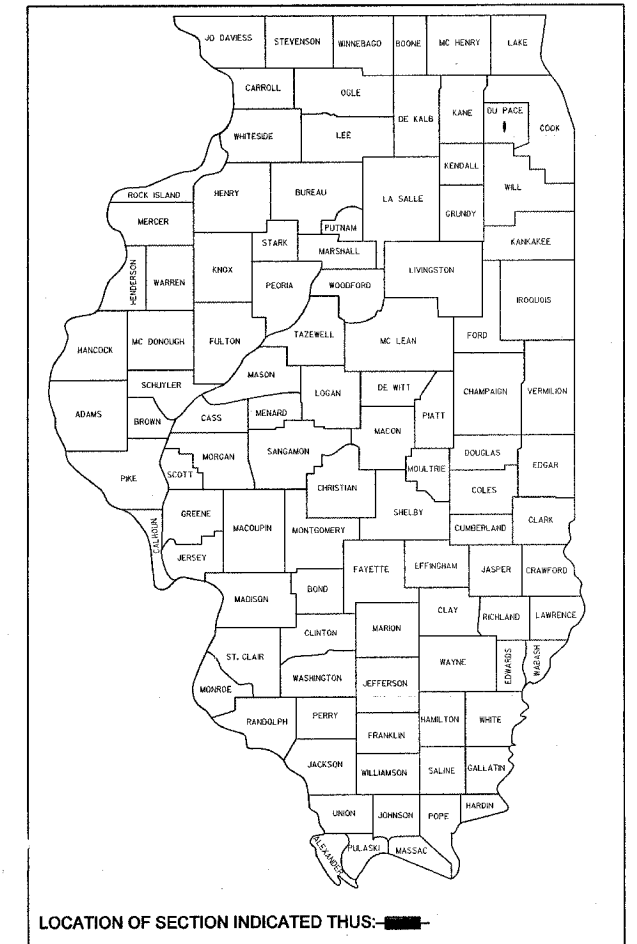 JO DAVIESS STEVENSON WINNEBAGO BOONE MC HENRY LAKE
CARROLL OGLE DE KALB KANE DU PAGE COOK
WHITESIDE LEE
KENDALL WILL
ROCK ISLAND HENRY BUREAU LA SALLE GRUNDY
MERCER PUTNAM
STARK MARSHALL KANKAKEE
HENDERSON WARREN KNOX PEORIA WOODFORD LIVINGSTON IROQUOIS
HANCOCK MC DONOUGH FULTON TAZEWELL MC LEAN FORD
MASON
SCHUYLER LOGAN DE WITT CHAMPAIGN VERMILION
ADAMS BROWN CASS MENARD PIATT
MACON
MORGAN SANGAMON DOUGLAS
PIKE SCOTT CHRISTIAN MOULTRIE EDGAR
COLES
GREENE MACOUPIN MONTGOMERY SHELBY
CALHOUN CUMBERLAND CLARK
JERSEY
FAYETTE EFFINGHAM JASPER CRAWFORD
MADISON BOND
CLAY RICHLAND LAWRENCE
CLINTON MARION
ST. CLAIR WAYNE EDWARDS WABASH
WASHINGTON JEFFERSON
MONROE
RANDOLPH PERRY HAMILTON WHITE
FRANKLIN
JACKSON WILLIAMSON SALINE GALLATIN
UNION JOHNSON POPE HARDIN
ALEXANDER PULASKI MASSAC
LOCATION OF SECTION INDICATED THUS: